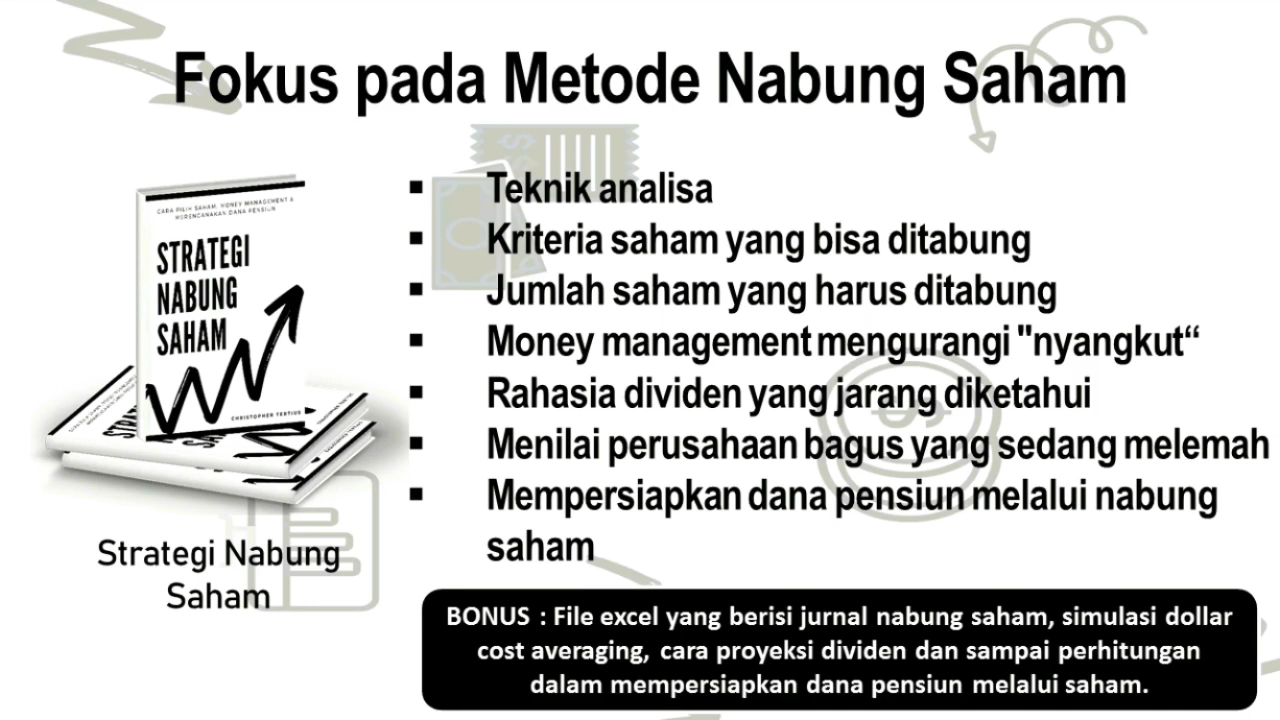 Fokus pada Metode Nabung Saham
CARA PILIH SAHAM, MONEY MANAGEMENT &
MERENCANAKAN DANA PENSIUN
STRATEGI
NABUNG
SAHAM
CHRISTOPHER TERTIUS
Strategi Nabung
Saham
▪ Teknik analisa
▪ Kriteria saham yang bisa ditabung
▪ Jumlah saham yang harus ditabung
▪ Money management mengurangi "nyangkut“
▪ Rahasia dividen yang jarang diketahui
▪ Menilai perusahaan bagus yang sedang melemah
▪ Mempersiapkan dana pensiun melalui nabung
saham
BONUS : File excel yang berisi jurnal nabung saham, simulasi dollar
cost averaging, cara proyeksi dividen dan sampai perhitungan
dalam mempersiapkan dana pensiun melalui saham.